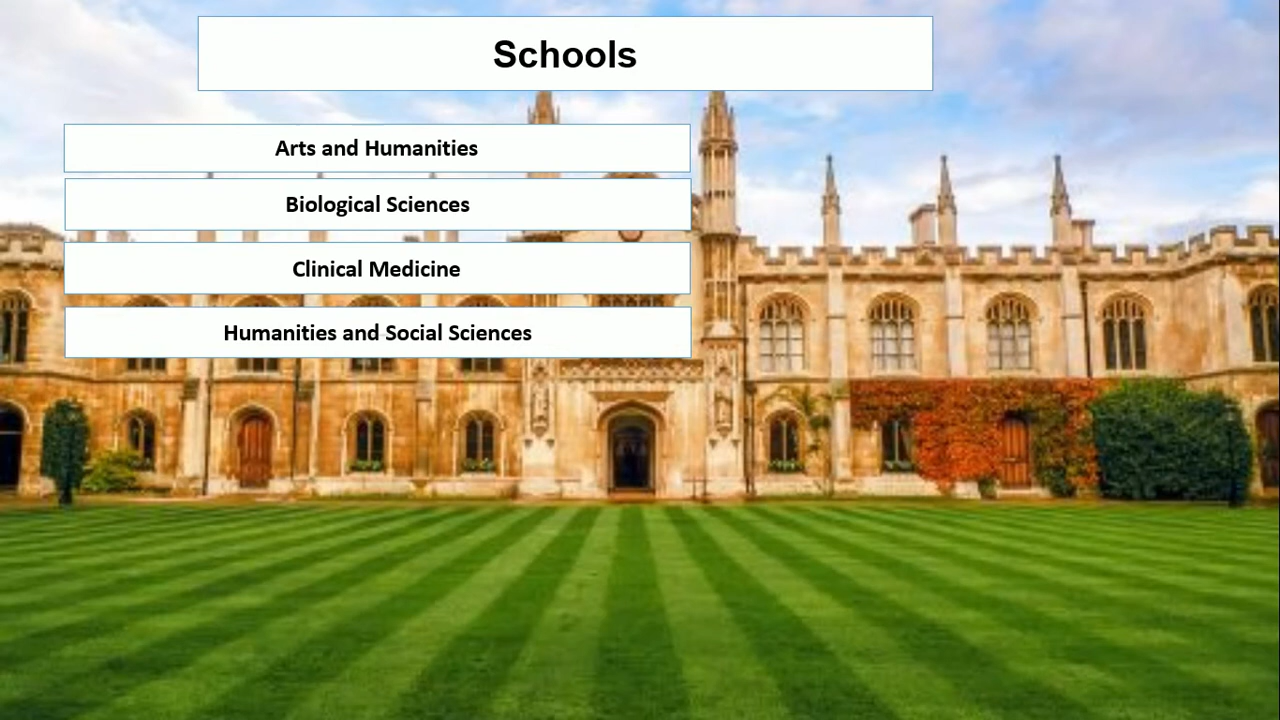 Schools
Arts and Humanities
Biological Sciences
Clinical Medicine
Humanities and Social Sciences